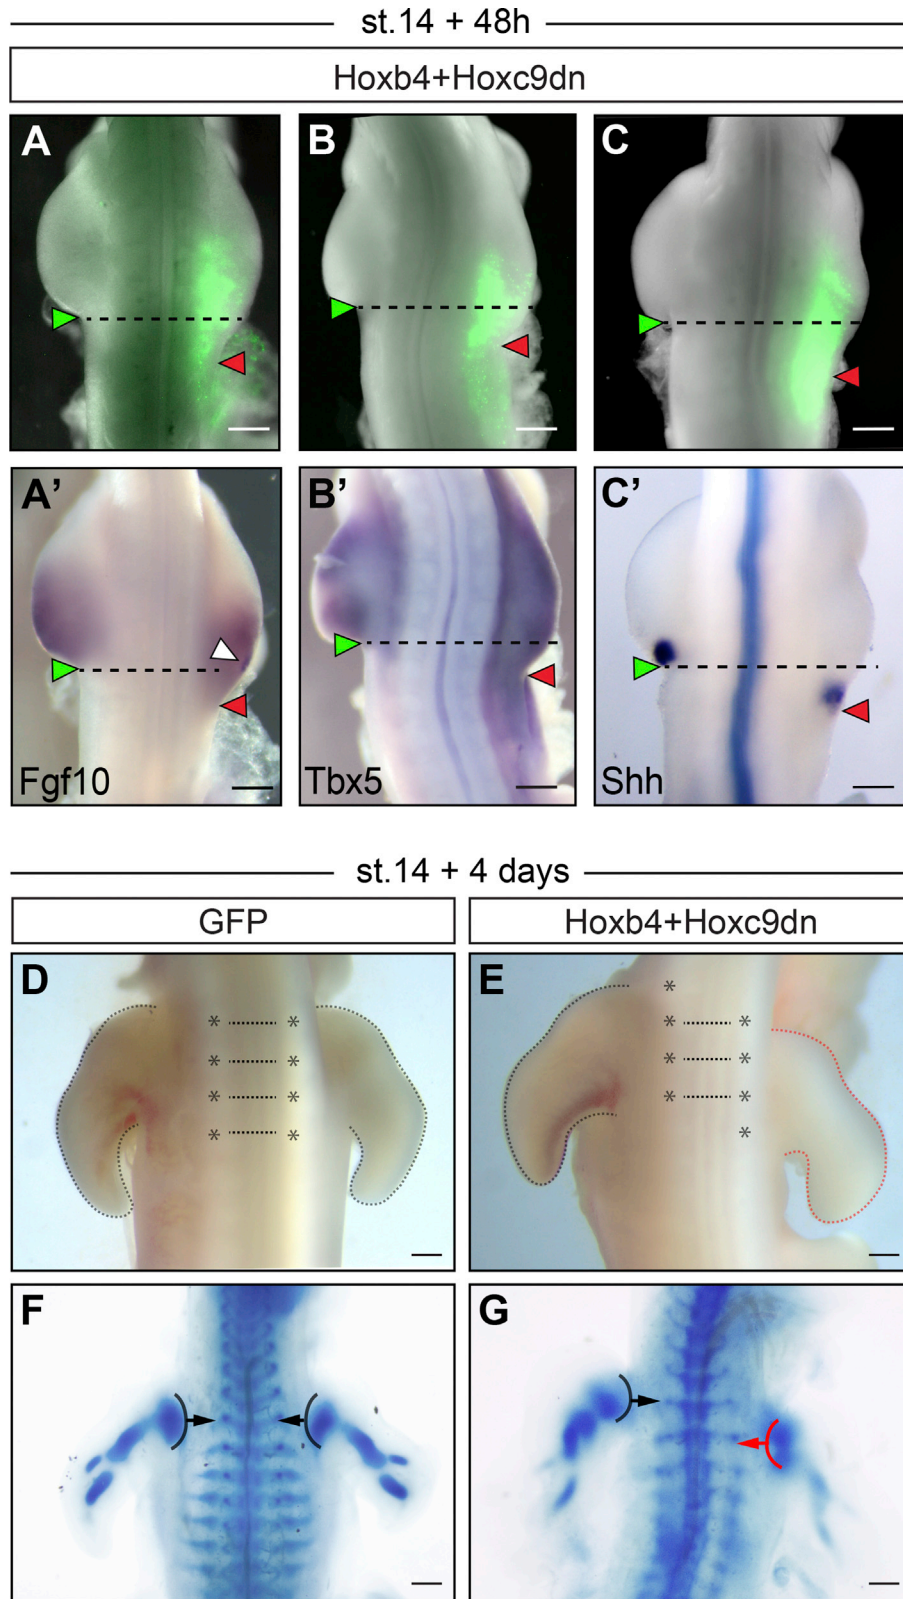 st.14 + 48h
Hoxb4+Hoxc9dn
A
B
C
A’
B’
C’
Fgf10
Tbx5
Shh
st.14 + 4 days
GFP
Hoxb4+Hoxc9dn
D
E
* *
* *
* *
* *
*
* *
* *
* *
*
F
G